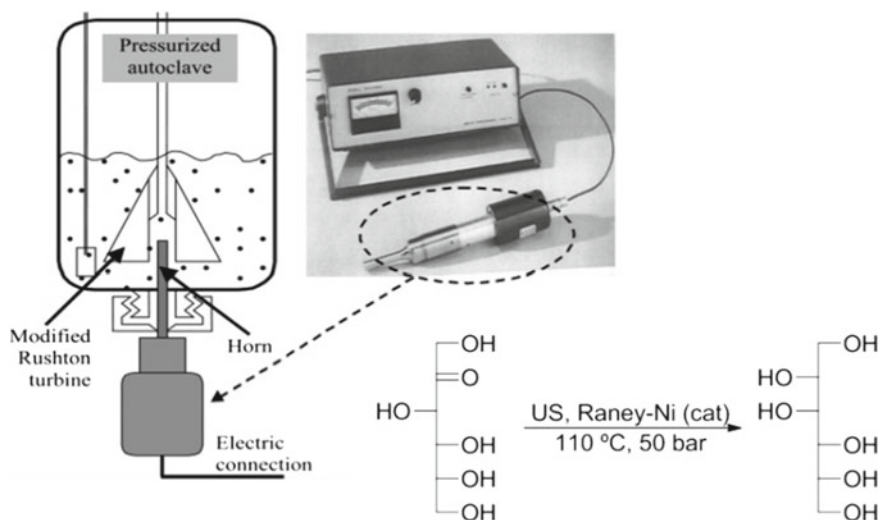 Pressurized
autoclave
Modified
Rushton
turbine
Horn
Electric
connection
OH
O
HO
OH
OH
OH
US, Raney-Ni (cat)
110 ºC, 50 bar
OH
HO
HO
OH
OH
OH